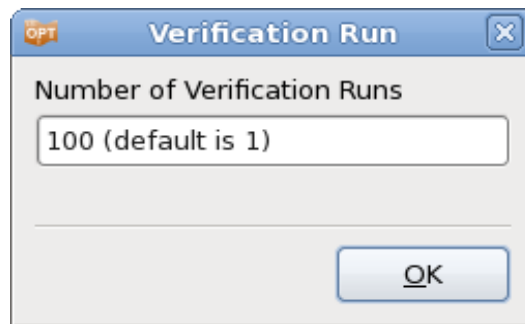 OPT
Verification Run
Number of Verification Runs
100 (default is 1)
OK